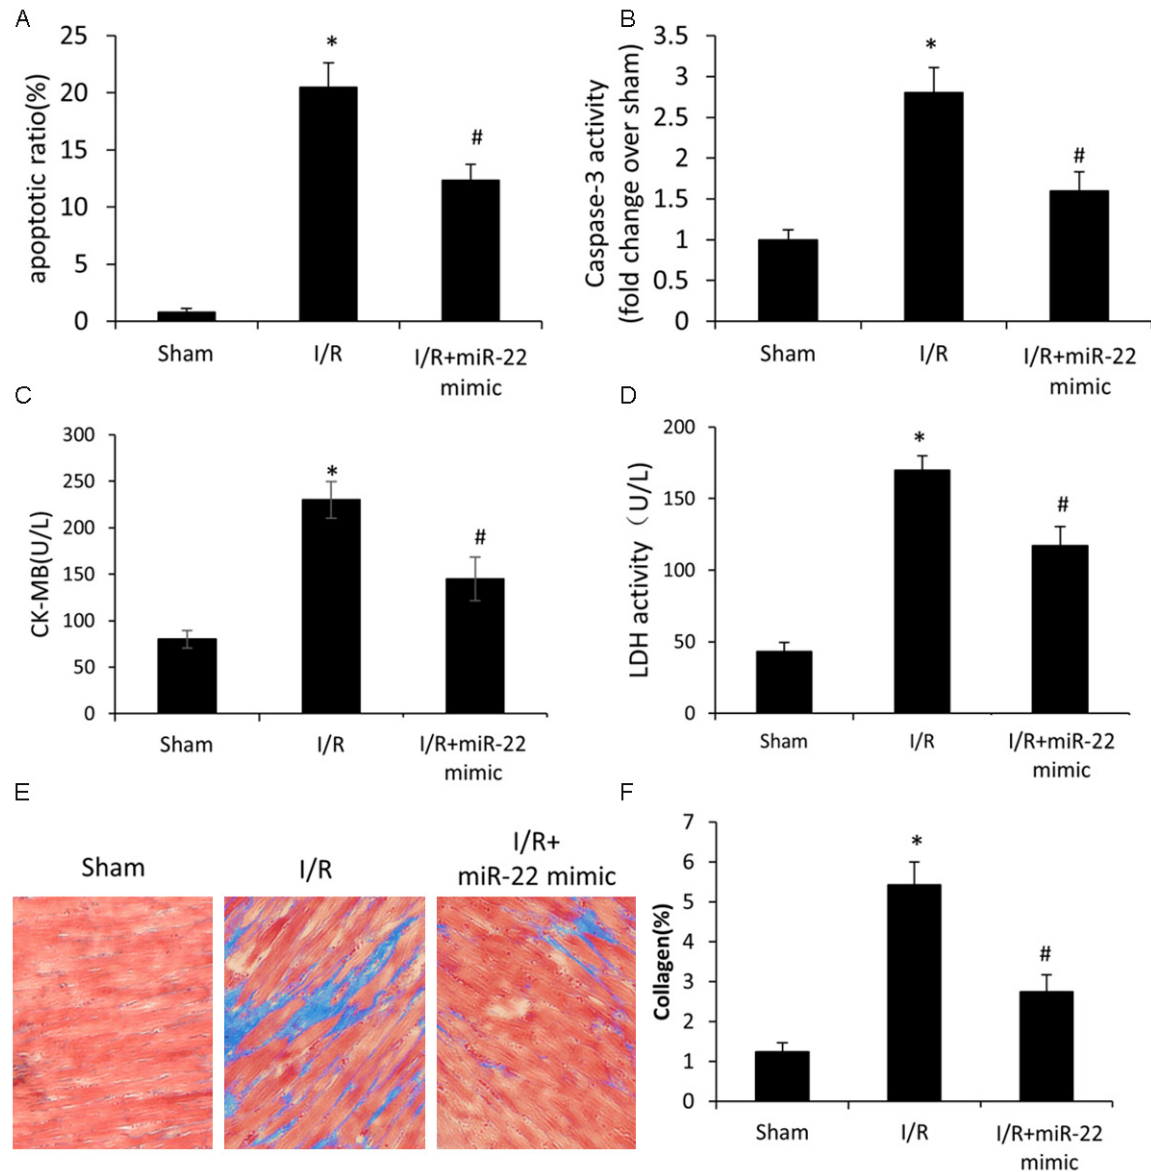 A
apoptotic ratio(%)
25
20
15
10
5
0
*
#
Sham
I/R
I/R+miR-22
mimic
B
Caspase-3 activity
(fold change over sham)
3.5
3
2.5
2
1.5
1
0.5
0
*
#
Sham
I/R
I/R+miR-22
mimic
C
CK-MB(U/L)
300
250
200
150
100
50
0
*
#
Sham
I/R
I/R+miR-22
mimic
D
LDH activity（U/L)
200
150
100
50
0
*
#
Sham
I/R
I/R+miR-22
mimic
E
Sham
I/R
I/R+
miR-22 mimic
F
Collagen(%)
7
6
5
4
3
2
1
0
*
#
Sham
I/R
I/R+miR-22
mimic